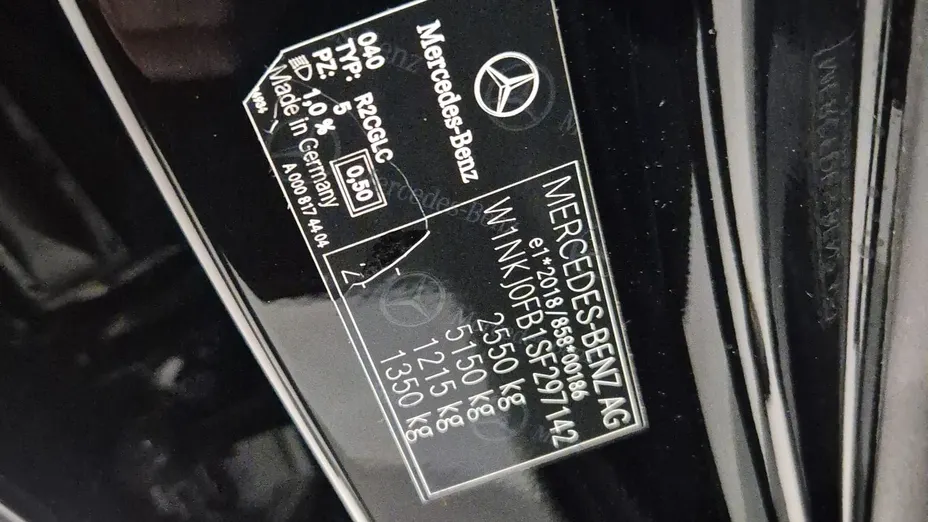 Mercedes-Benz
MERCEDES-BENZ AG
e1*2018/858*00186
W1NKJ0FB1SF297142
2550 kg
5150 kg
1215 kg
1350 kg
040
TYP: R2CGLC
PZ: 5
1,0 %
0.50
Made in Germany
A 000 817 44 04